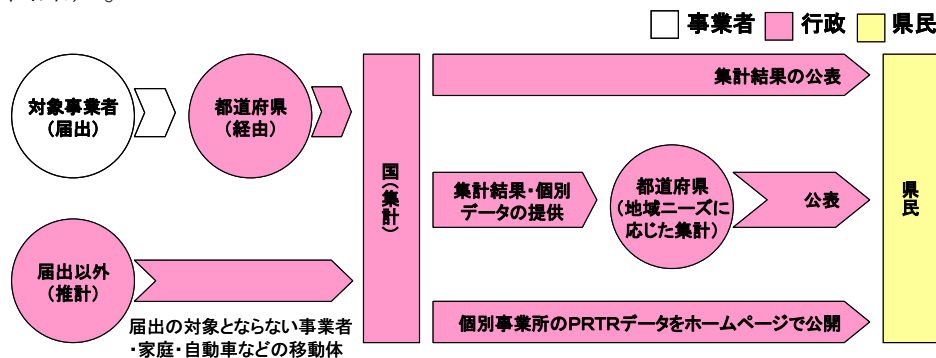 事業者 行政 県民
対象事業者
(届出)
都道府県
(経由)
国(集計)
集計結果の公表
集計結果・個別
データの提供
都道府県
(地域ニーズに
応じた集計)
公表
県民
届出以外
(推計)
届出の対象とならない事業者
・家庭・自動車などの移動体
個別事業所のPRTRデータをホームページで公開